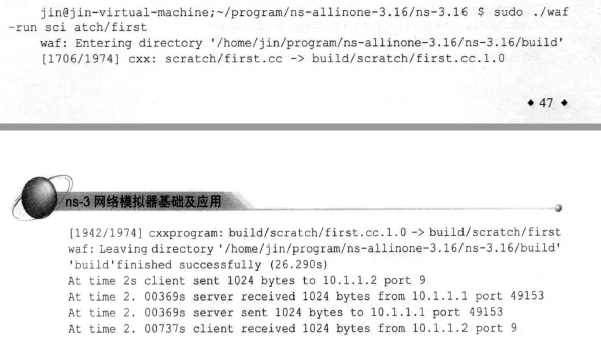 jin@jin-virtual-machine;~/program/ns-allinone-3.16/ns-3.16 $ sudo ./waf
-run sci atch/first
waf: Entering directory '/home/jin/program/ns-allinone-3.16/ns-3.16/build'
[1706/1974] cxx: scratch/first.cc -> build/scratch/first.cc.1.0
◆ 47 ◆
ns-3 网络模拟器基础及应用
[1942/1974] cxxprogram: build/scratch/first.cc.1.0 -> build/scratch/first
waf: Leaving directory '/home/jin/program/ns-allinone-3.16/ns-3.16/build'
'build'finished successfully (26.290s)
At time 2s client sent 1024 bytes to 10.1.1.2 port 9
At time 2. 00369s server received 1024 bytes from 10.1.1.1 port 49153
At time 2. 00369s server sent 1024 bytes to 10.1.1.1 port 49153
At time 2. 00737s client received 1024 bytes from 10.1.1.2 port 9